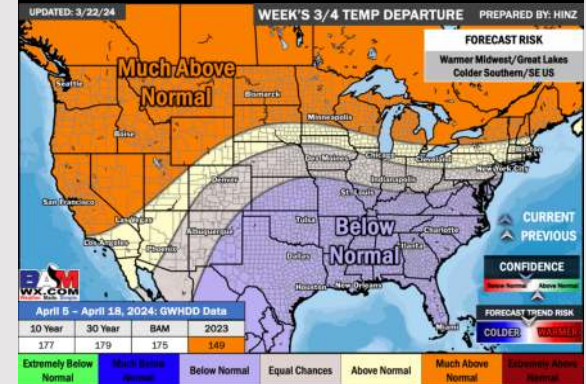 UPDATED: 3/22/24
WEEK'S 3/4 TEMP DEPARTURE
PREPARED BY: HINZ
FORECAST RISK
Warmer Midwest/Great Lakes
Colder Southern/SE US
Much Above
Normal
Seattle
Bismarck
Minneapolis
Boise
Boston
Des Moines
Chicago
Cleveland
New York City
Denver
Indianapolis
St. Louis
San Francisco
Las Vegas
Los Angeles
Phoenix
Albuquerque
Tulsa
Below
Normal
Charlotte
Atlanta
Dallas
Houston
New Orleans
Miami
CURRENT
PREVIOUS
CONFIDENCE
Below Normal
Above Normal
FORECAST TREND RISK
COLDER
WARMER
BAM
WX.COM
April 5 – April 18, 2024: GWHDD Data
10 Year 30 Year BAM 2023
177 179 175 149
Extremely Below Normal
Much Below Normal
Below Normal
Equal Chances
Above Normal
Much Above Normal
Extremely Above Normal